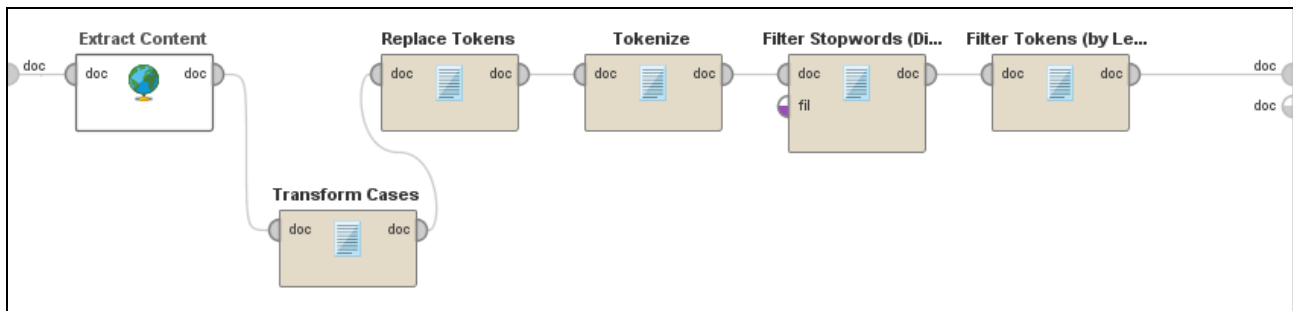 Extract Content
Replace Tokens
Tokenize
Filter Stopwords (Di...
Filter Tokens (by Le...
doc
doc
doc
doc
doc
doc
doc
doc
doc
doc
doc
doc
fil
doc
Transform Cases
doc
doc